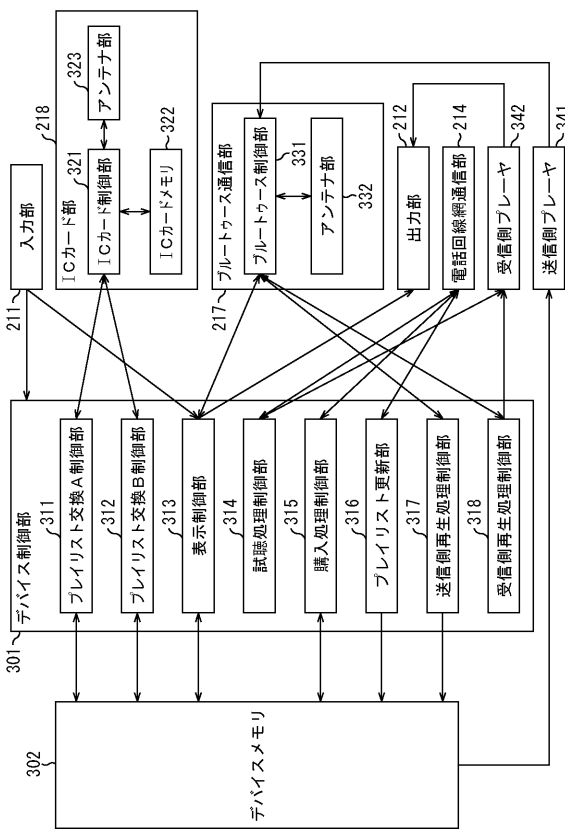 211
入力部
218
ICカード部
321
ICカード制御部
323
アンテナ部
322
ICカードメモリ
217
ブルートゥース通信部
ブルートゥース制御部
331
アンテナ部
332
212
出力部
214
電話回線網通信部
342
受信側プレーヤ
341
送信側プレーヤ
301
デバイス制御部
311
プレイリスト交換A制御部
312
プレイリスト交換B制御部
313
表示制御部
314
試聴処理制御部
315
購入処理制御部
316
プレイリスト更新部
317
送信側再生処理制御部
318
受信側再生処理制御部
302
デバイスメモリ